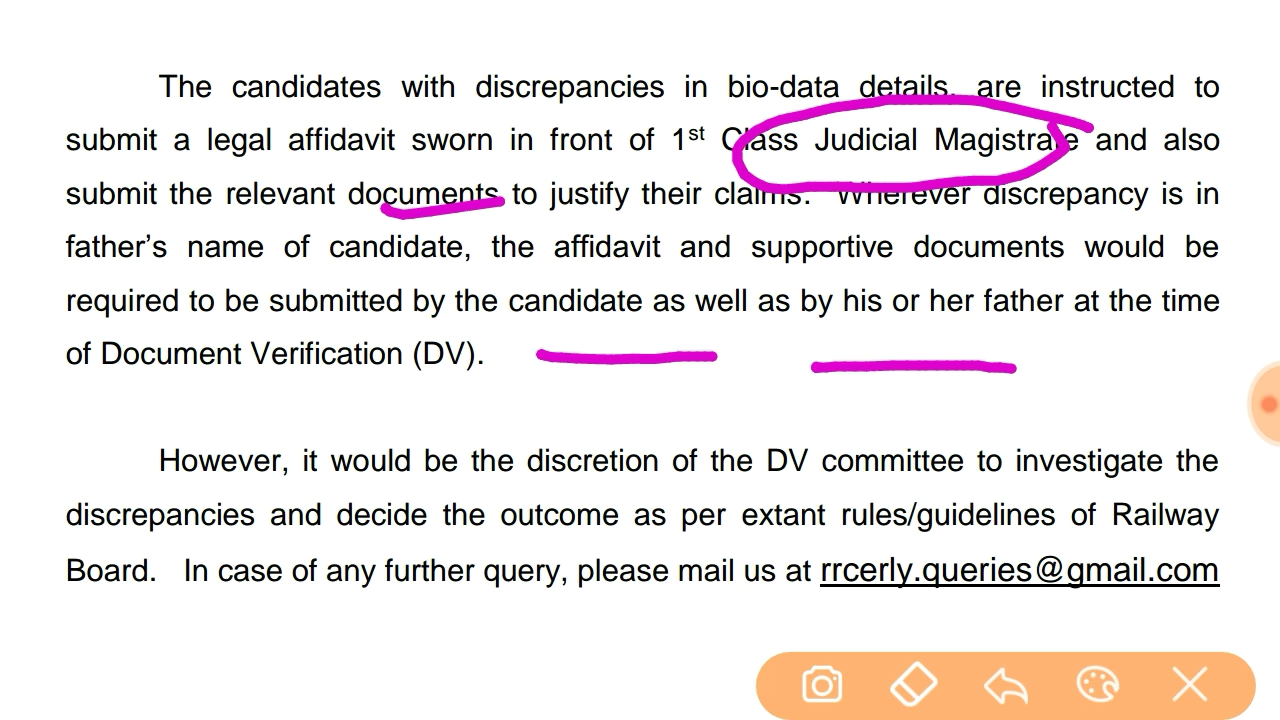 The candidates with discrepancies in bio-data details, are instructed to
submit a legal affidavit sworn in front of 1st Class Judicial Magistrate and also
submit the relevant documents to justify their claims. Wherever discrepancy is in
father’s name of candidate, the affidavit and supportive documents would be
required to be submitted by the candidate as well as by his or her father at the time
of Document Verification (DV).
However, it would be the discretion of the DV committee to investigate the
discrepancies and decide the outcome as per extant rules/guidelines of Railway
Board. In case of any further query, please mail us at rrcerly.queries@gmail.com